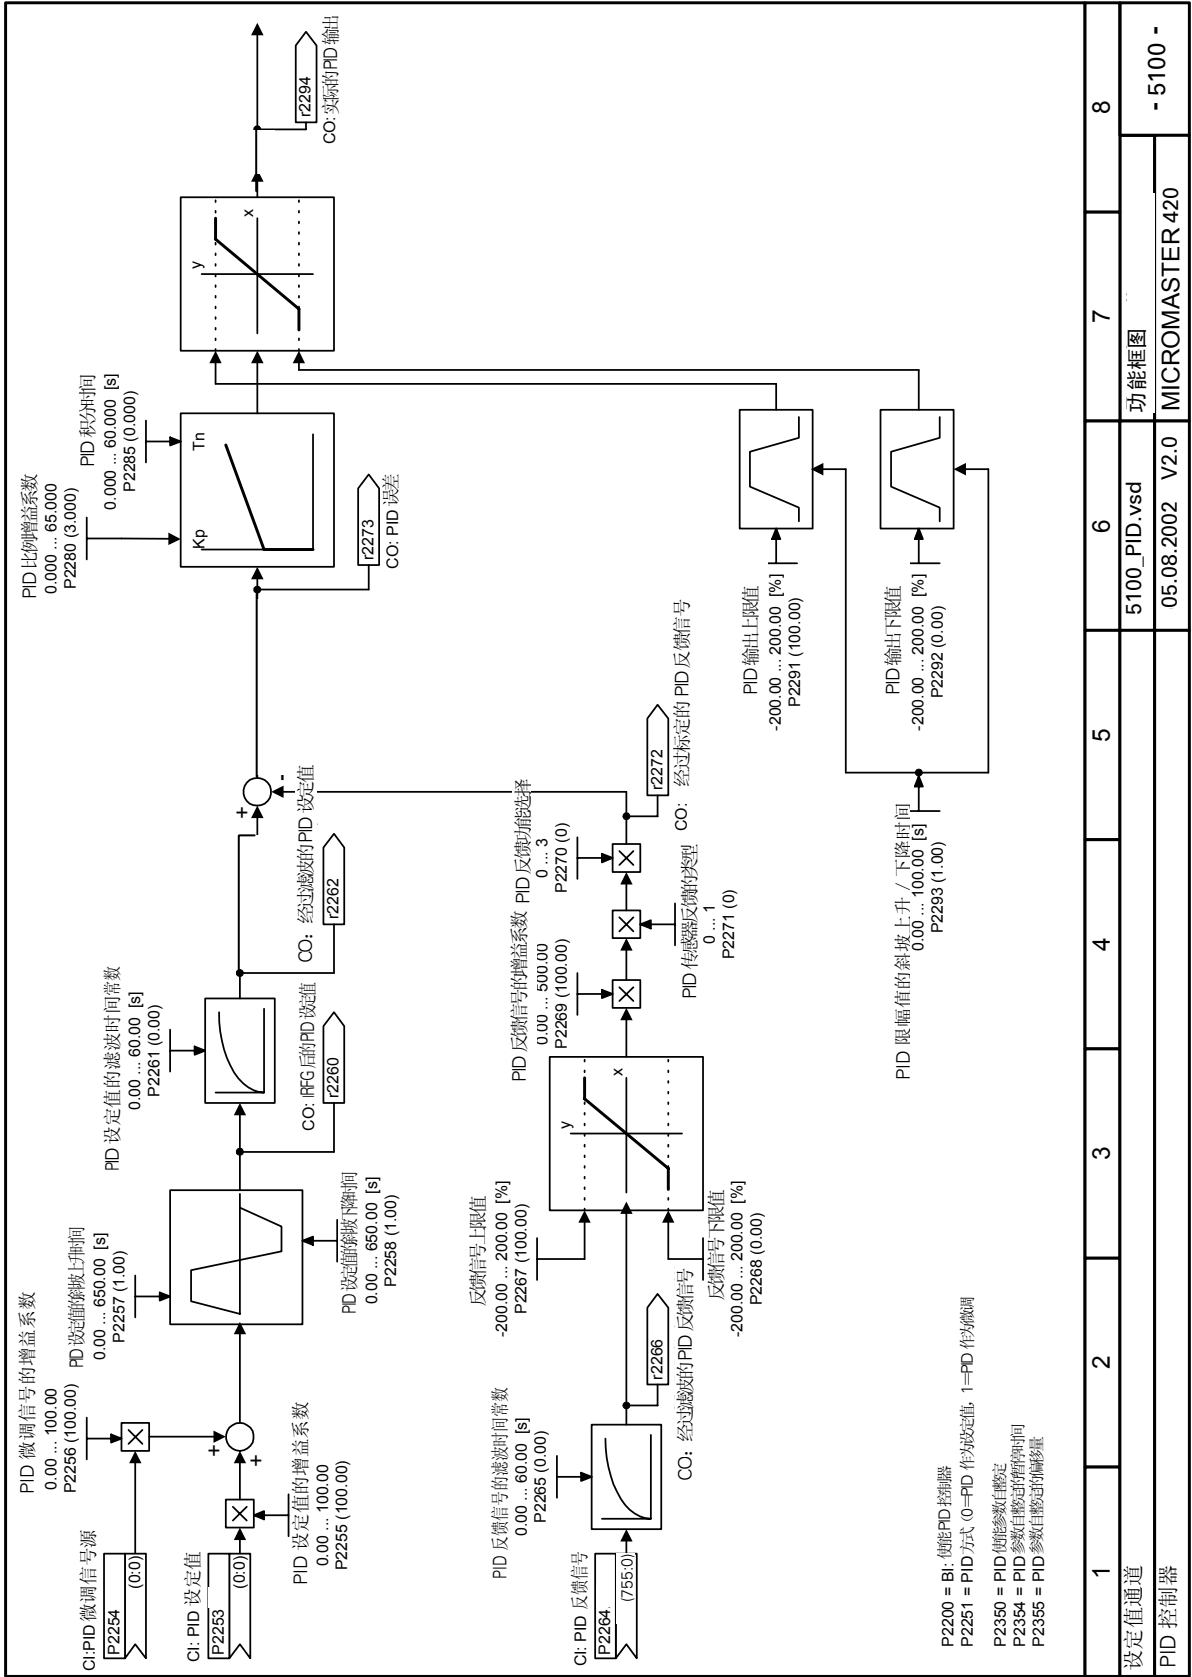 CI:PID 微调信号源
P2254
(0:0)
PID 微调信号的增益系数
0.00 ... 100.00
P2256 (100.00)
CI: PID 设定值
P2253
(0:0)
PID 设定值的增益系数
0.00 ... 100.00
P2255 (100.00)
+
+
PID 设定值的斜坡上升时间
0.00 ... 650.00 [s]
P2257 (1.00)
PID 设定值的斜坡下降时间
0.00 ... 650.00 [s]
P2258 (1.00)
CO: RFG 后的PID 设定值
r2260
PID 设定值的滤波时间常数
0.00 ... 60.00 [s]
P2261 (0.00)
CO: 经过滤波的PID 设定值
r2262
+
-
PID 比例增益系数
0.000 ... 65.000
P2280 (3.000)
PID 积分时间
0.000 ... 60.000 [s]
P2285 (0.000)
Kp
Tn
r2273
CO: PID 误差
y
x
r2294
CO: 实际的PID 输出
CI: PID 反馈信号
P2264
(755:0)
PID 反馈信号的滤波时间常数
0.00 ... 60.00 [s]
P2265 (0.00)
r2266
CO: 经过滤波的PID 反馈信号
反馈信号上限值
-200.00 ... 200.00 [%]
P2267 (100.00)
反馈信号下限值
-200.00 ... 200.00 [%]
P2268 (0.00)
y
x
PID 反馈信号的增益系数
0.00 ... 500.00
P2269 (100.00)
PID 传感器反馈的类型
0 ... 1
P2271 (0)
PID 反馈功能选择
0 ... 3
P2270 (0)
r2272
CO: 经过标定的 PID 反馈信号
PID 输出上限值
-200.00 ... 200.00 [%]
P2291 (100.00)
PID 输出下限值
-200.00 ... 200.00 [%]
P2292 (0.00)
PID 限幅值的斜坡上升 / 下降时间
0.00 ... 100.00 [s]
P2293 (1.00)
P2200 = BI: 使能PID 控制器
P2251 = PID 方式 (0=PID 作为设定值, 1=PID 作为微调
P2350 = PID 使能参数自整定
P2354 = PID 参数自整定的暂停时间
P2355 = PID 参数自整定的偏移量
1 2 3 4 5 6 7 8
设定值通道
5100_PID.vsd
功能框图
- 5100 -
PID 控制器
05.08.2002 V2.0
MICROMASTER 420